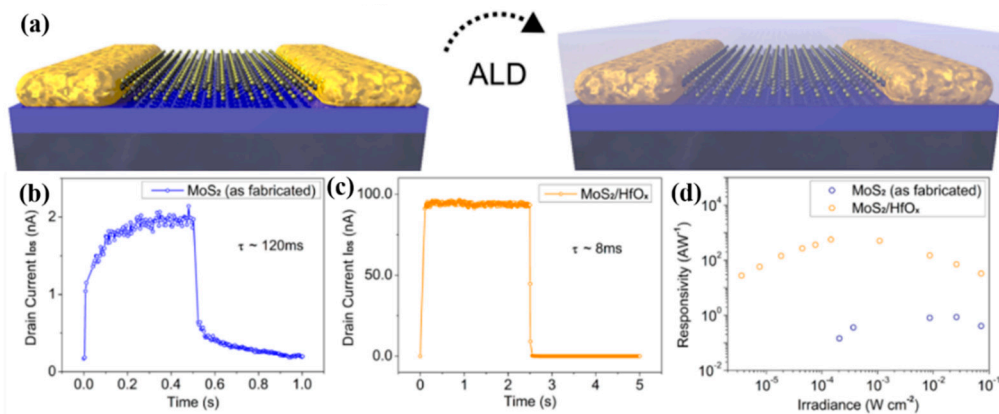 (a)
ALD
(b)
MoS₂ (as fabricated)
τ ~ 120ms
Drain Current I_DS (nA)
2
1
0
0.0 0.2 0.4 0.6 0.8 1.0
Time (s)
(c)
MoS₂/HfOₓ
τ ~ 8ms
Drain Current I_DS (nA)
100.0
50.0
0.0
0 1 2 3 4 5
Time (s)
(d)
MoS₂ (as fabricated)
MoS₂/HfOₓ
Responsivity (AW⁻¹)
10⁴
10²
10⁰
10⁻²
10⁻⁵ 10⁻⁴ 10⁻³ 10⁻² 10⁻¹
Irradiance (W cm⁻²)